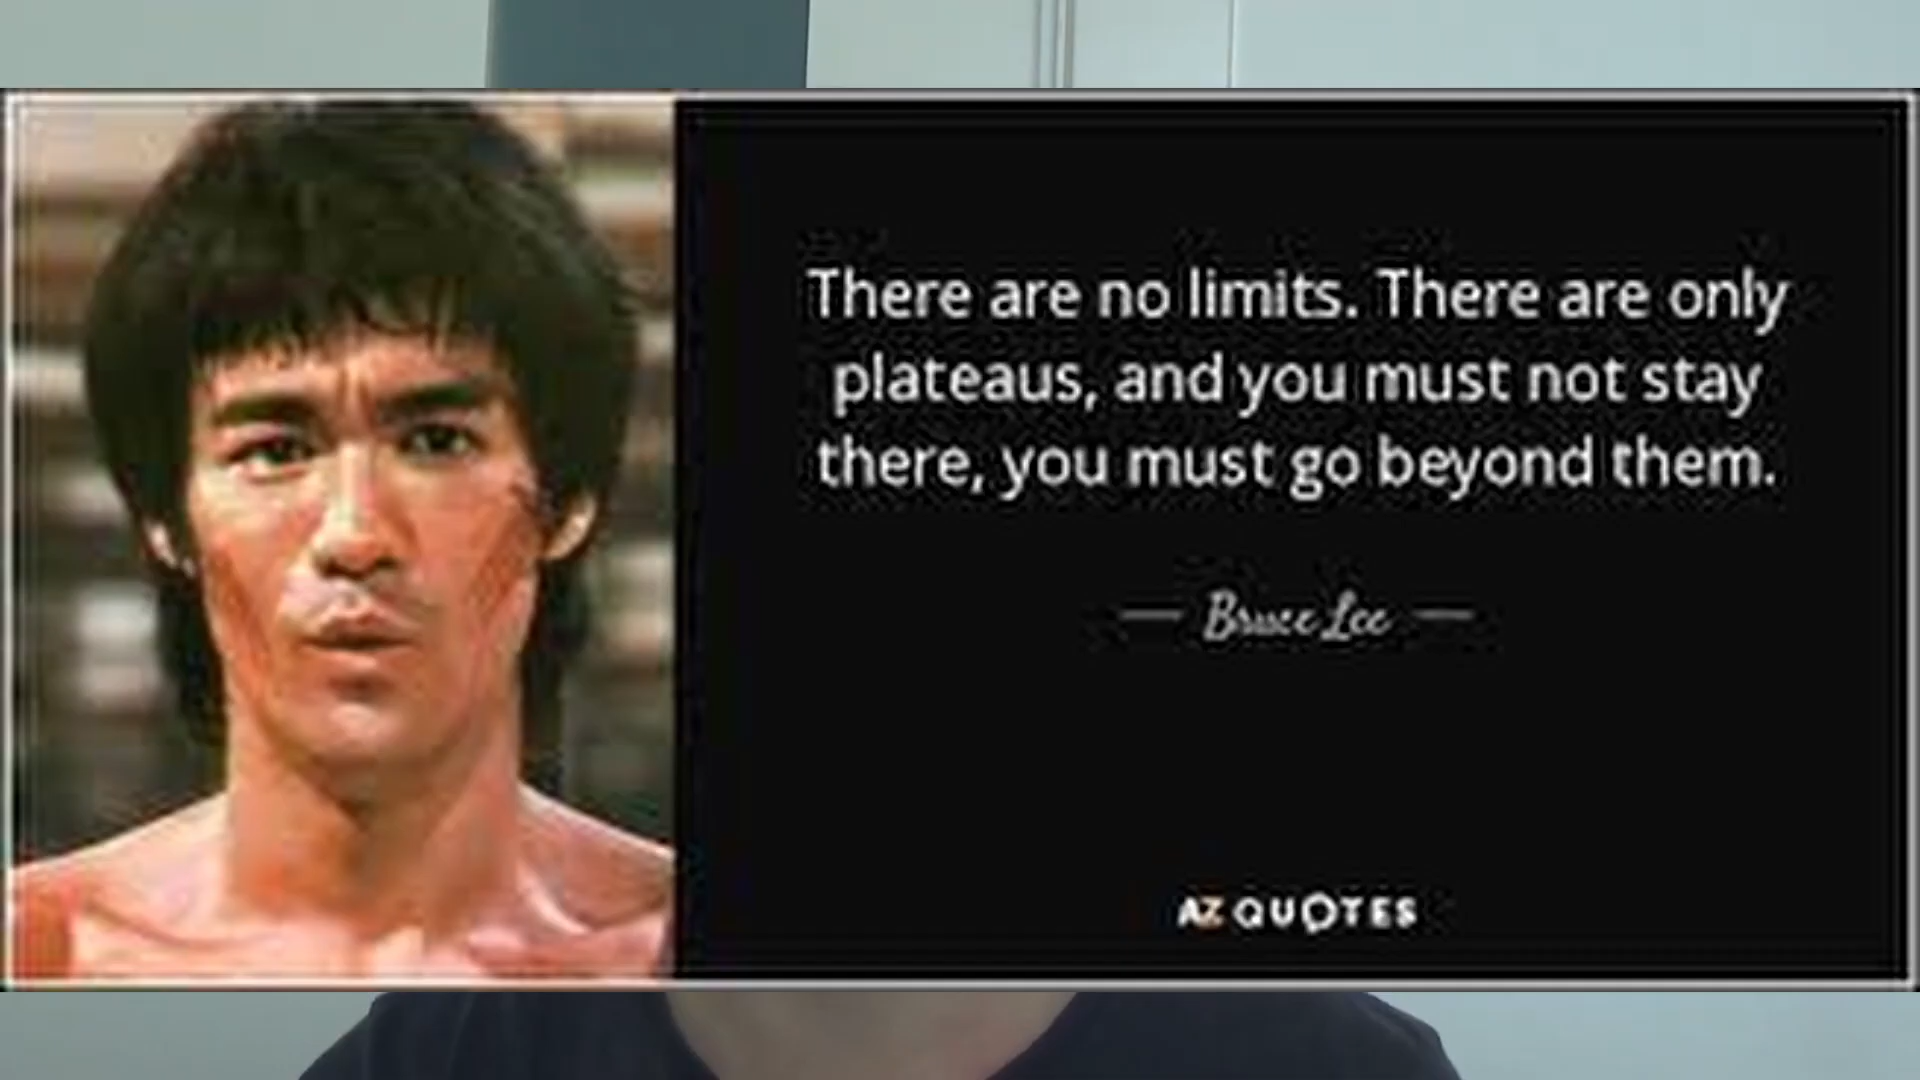 There are no limits. There are only
plateaus, and you must not stay
there, you must go beyond them.
— Bruce Lee —
AZ QUOTES